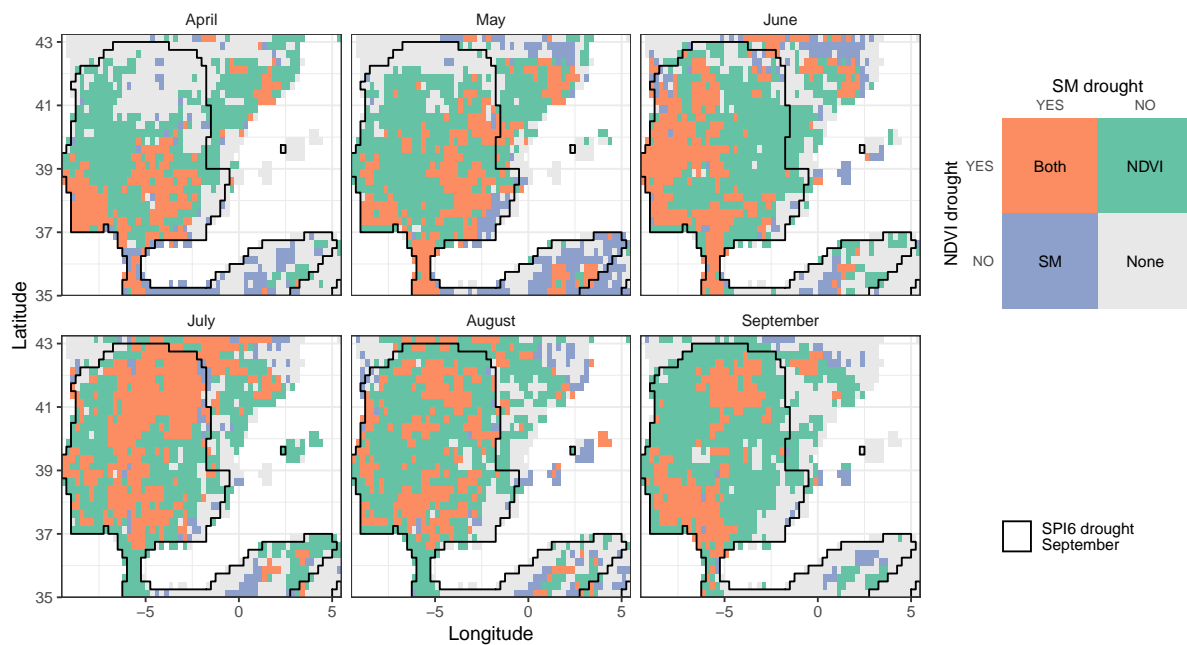 April
May
June
43
41
39
37
35
Latitude
July
August
September
43
41
39
37
35
−5
0
5
−5
0
5
−5
0
5
Longitude
SM drought
YES
NO
NDVI drought
YES
NO
Both
NDVI
SM
None
SPI6 drought
September